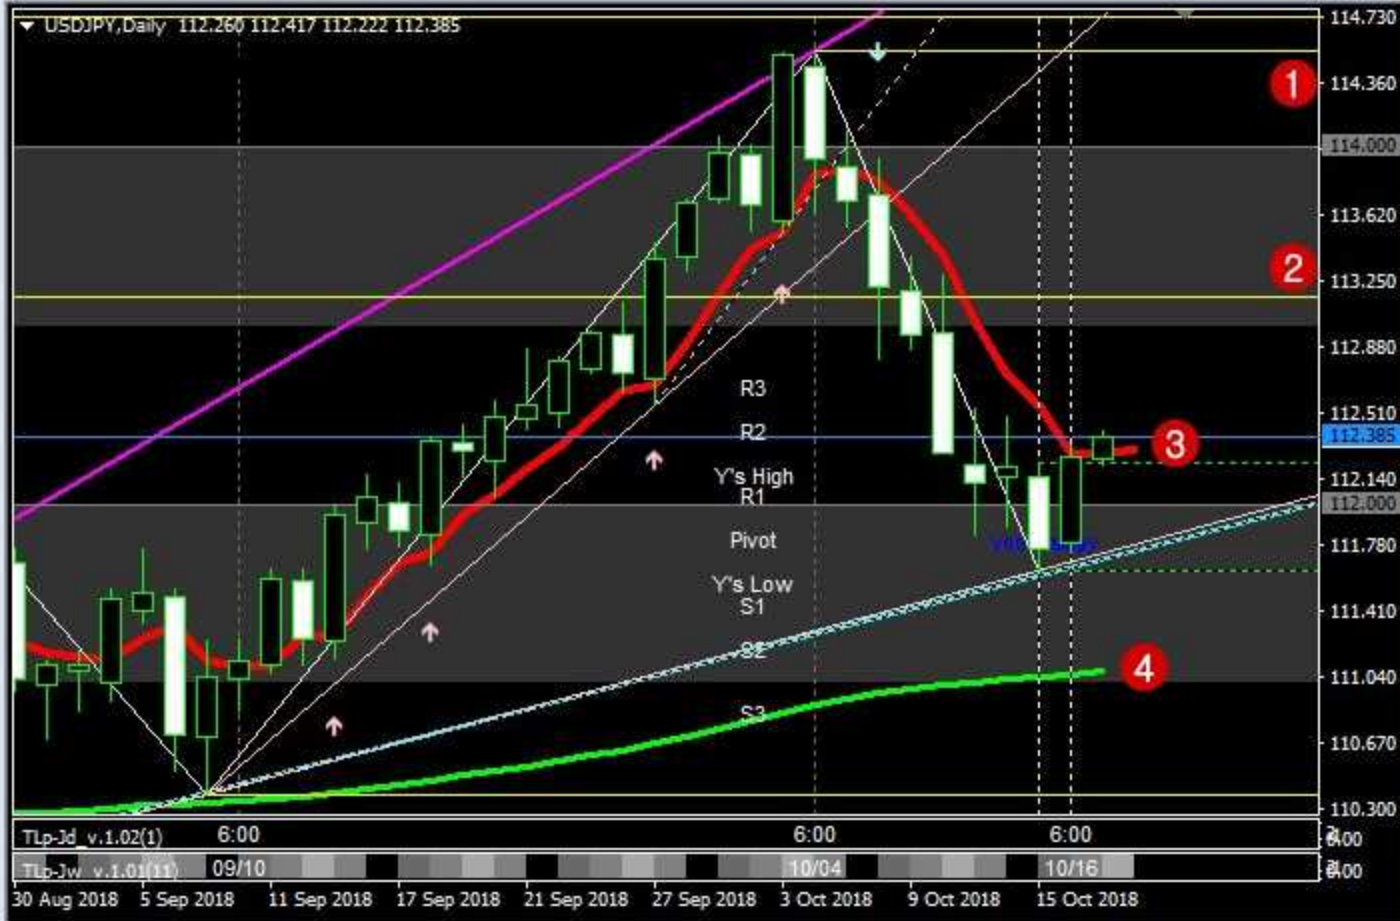 USDJPY,Daily 112.260 112.417 112.222 112.385
114.730
1
114.360
114.000
113.620
2
113.250
112.880
R3
112.510
R2
112.385
3
Y's High
112.140
R1
112.000
Pivot
111.780
Y's Low
S1
111.410
S2
4
111.040
S3
110.670
110.300
TLp-Jd_v.1.02(1) 6:00 6:00 6:00
TLp-Jw_v.1.01(11) 09/10 10/04 10/16
30 Aug 2018 5 Sep 2018 11 Sep 2018 17 Sep 2018 21 Sep 2018 27 Sep 2018 3 Oct 2018 9 Oct 2018 15 Oct 2018